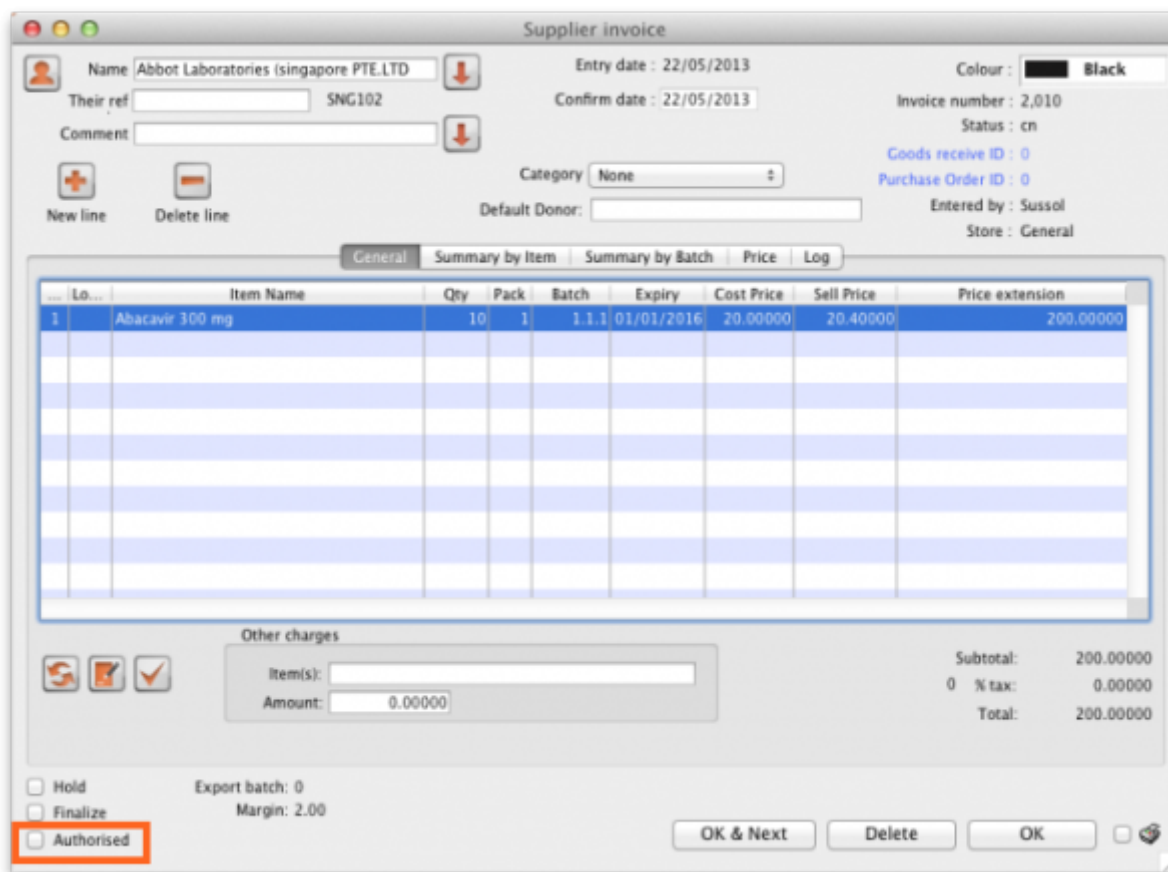 Supplier invoice
Name Abbot Laboratories (singapore PTE.LTD Entry date : 22/05/2013 Colour : Black
Their ref SNG102 Confirm date : 22/05/2013 Invoice number : 2,010
Comment Status : cn
Goods receive ID : 0
Category None Purchase Order ID : 0
New line Delete line Default Donor: Entered by : Sussol
Store : General
General Summary by Item Summary by Batch Price Log
... Lo... Item Name Qty Pack Batch Expiry Cost Price Sell Price Price extension
1 Abacavir 300 mg 10 1 1.1.1 01/01/2016 20.00000 20.40000 200.00000
Other charges
Item(s): Subtotal: 200.00000
Amount: 0.00000 0 % tax: 0.00000
Total: 200.00000
Hold Export batch: 0
Finalize Margin: 2.00
Authorised OK & Next Delete OK